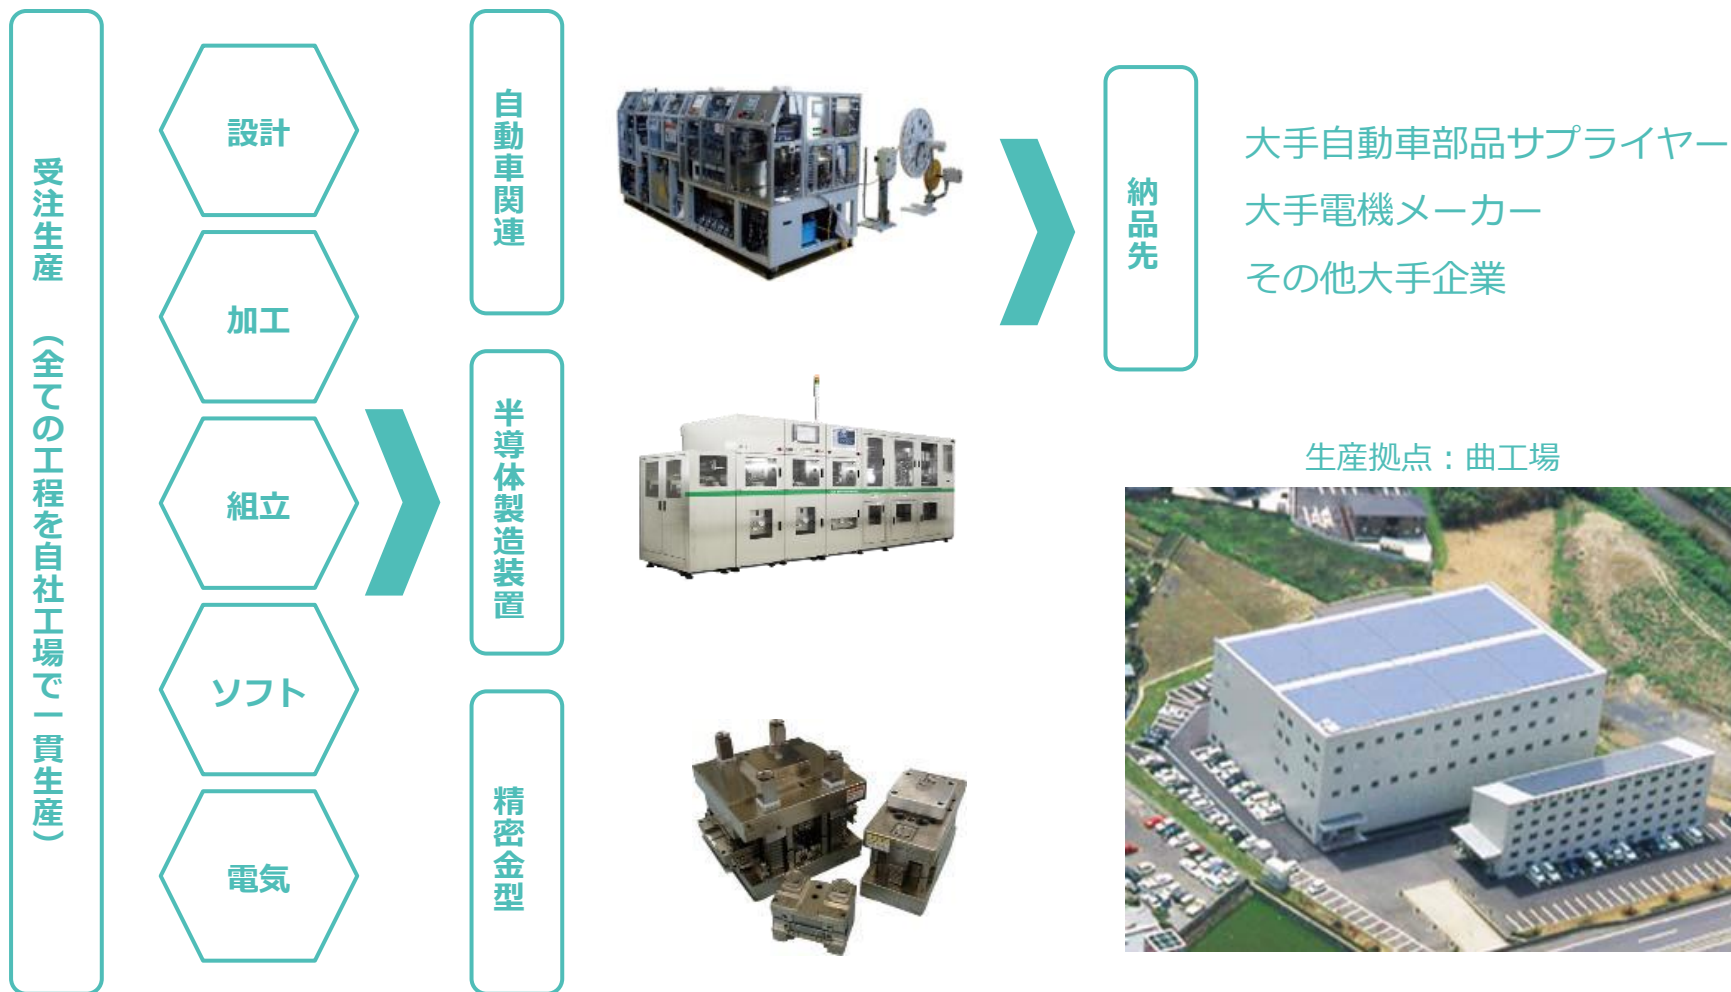 受注生産 （全ての工程を自社工場で一貫生産）
設計
加工
組立
ソフト
電気
自動車関連
半導体製造装置
精密金型
納品先
大手自動車部品サプライヤー
大手電機メーカー
その他大手企業
生産拠点：曲工場